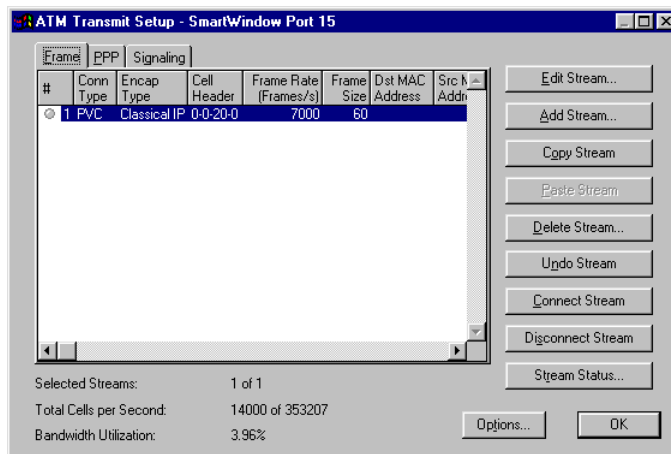 ATM Transmit Setup - SmartWindow Port 15
Frame PPP Signaling
# Conn Type Encap Type Cell Header Frame Rate (Frames/s) Frame Size Dst MAC Address Src M Addr
1 PVC Classical IP 0-0-20-0 7000 60
Edit Stream...
Add Stream...
Copy Stream
Paste Stream
Delete Stream...
Undo Stream
Connect Stream
Disconnect Stream
Stream Status...
Selected Streams: 1 of 1
Total Cells per Second: 14000 of 353207
Bandwidth Utilization: 3.96%
Options... OK